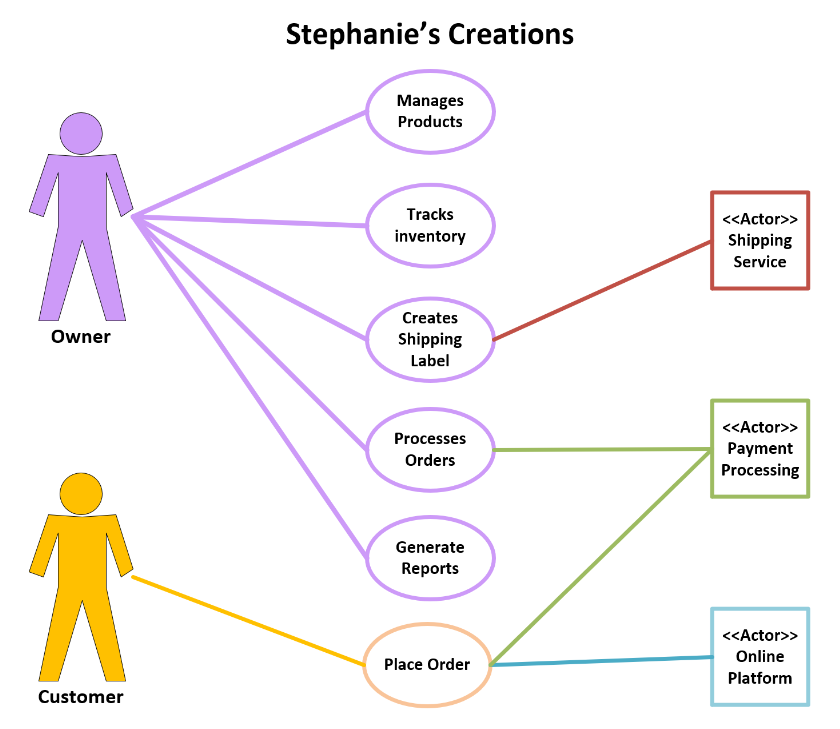 Stephanie’s Creations
Manages
Products
Tracks
inventory
<<Actor>>
Shipping
Service
Creates
Shipping
Label
Owner
Processes
Orders
<<Actor>>
Payment
Processing
Generate
Reports
Place Order
<<Actor>>
Online
Platform
Customer